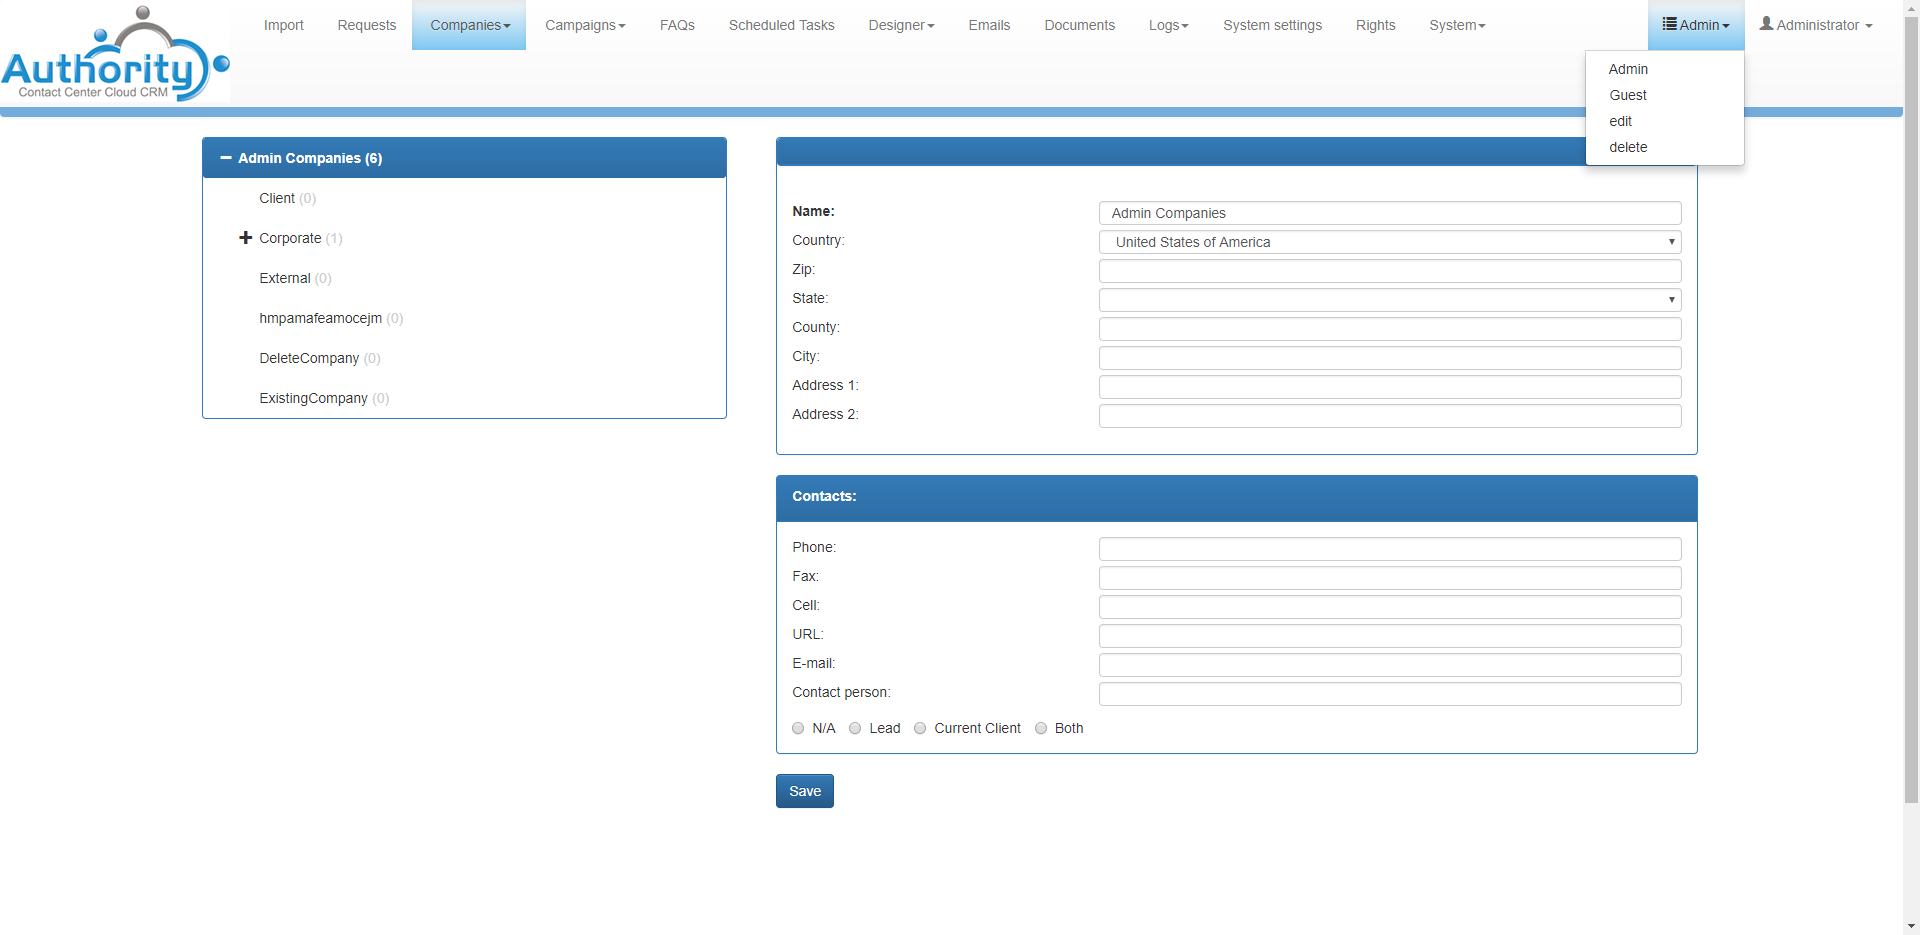 Authority
Contact Center Cloud CRM
Import Requests Companies Campaigns FAQs Scheduled Tasks Designer Emails Documents Logs System settings Rights System Admin Administrator
Admin
Guest
edit
delete
Admin Companies (6)
Client (0)
Corporate (1)
External (0)
hmpamafeamocejm (0)
DeleteCompany (0)
ExistingCompany (0)
Name: Admin Companies
Country: United States of America
Zip:
State:
County:
City:
Address 1:
Address 2:
Contacts:
Phone:
Fax:
Cell:
URL:
E-mail:
Contact person:
N/A Lead Current Client Both
Save